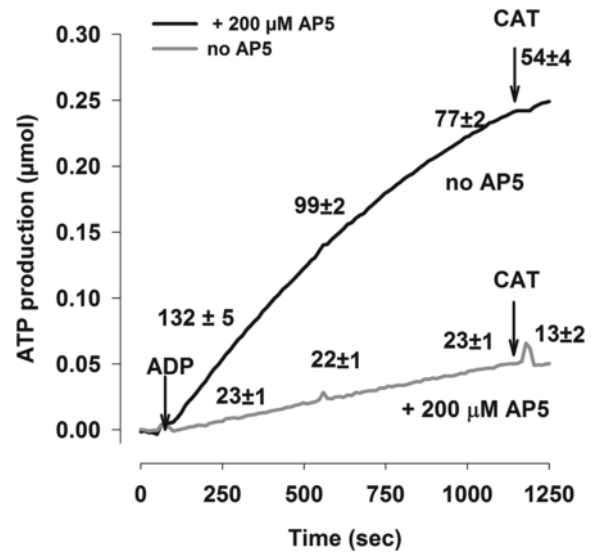 + 200 µM AP5
no AP5
CAT
54±4
77±2
no AP5
99±2
132 ± 5
ADP
CAT
23±1
22±1
23±1
13±2
+ 200 µM AP5
ATP production (µmol)
0.30
0.25
0.20
0.15
0.10
0.05
0.00
0
250
500
750
1000
1250
Time (sec)